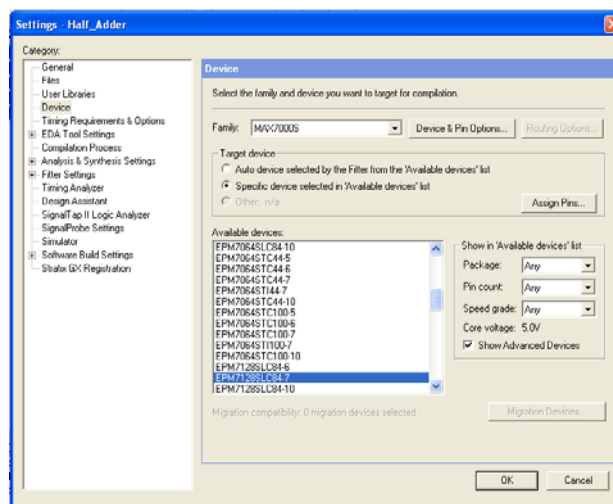 Settings - Half_Adder
Category:
General
Files
User Libraries
Device
Timing Requirements & Options
EDA Tool Settings
Compilation Process
Analysis & Synthesis Settings
Fitter Settings
Timing Analyzer
Design Assistant
SignalTap II Logic Analyzer
SignalProbe Settings
Simulator
Software Build Settings
Stratix GX Registration
Device
Select the family and device you want to target for compilation.
Family: MAX7000S Device & Pin Options... Routing Options...
Target device
Auto device selected by the Fitter from the 'Available devices' list
Specific device selected in 'Available devices' list
Other: n/a
Assign Pins...
Available devices:
EPM7064SLC84-10
EPM7064STC44-5
EPM7064STC44-6
EPM7064STC44-7
EPM7064STI44-7
EPM7064STC44-10
EPM7064STC100-5
EPM7064STC100-6
EPM7064STC100-7
EPM7064STI100-7
EPM7064STC100-10
EPM7128SLC84-6
EPM7128SLC84-7
EPM7128SLC84-10
Show in 'Available devices' list
Package: Any
Pin count: Any
Speed grade: Any
Core voltage: 5.0V
Show Advanced Devices
Migration compatibility: 0 migration devices selected
Migration Devices...
OK Cancel